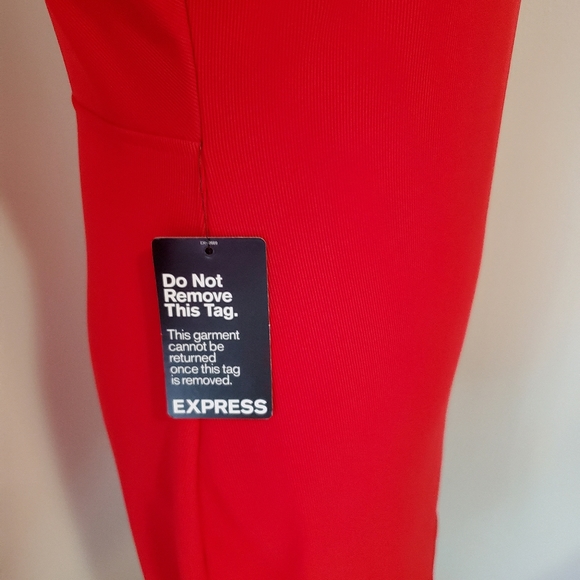 Do Not
Remove
This Tag.
This garment
cannot be
returned
once this tag
is removed.
EXPRESS